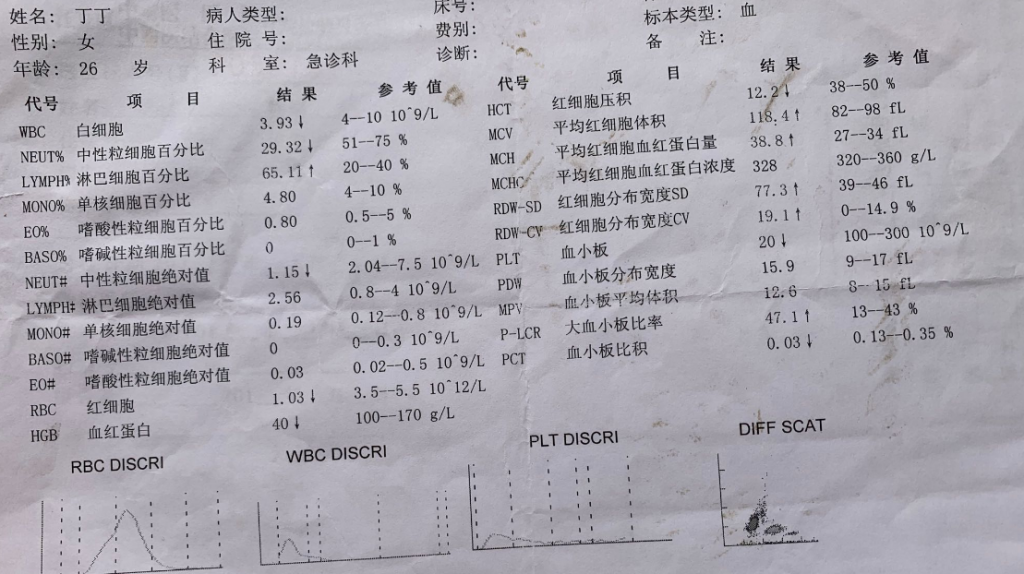 姓名: 丁丁 病人类型: 床号: 标本类型: 血
性别: 女 住 院 号: 费别: 备 注:
年龄: 26 岁 科 室: 急诊科 诊断:
代号 项 目 结 果 参 考 值 代号 项 目 结 果 参 考 值
WBC 白细胞 3.93↓ 4--10 10^9/L HCT 红细胞压积 12.2↓ 38--50 %
NEUT% 中性粒细胞百分比 29.32↓ 51--75 % MCV 平均红细胞体积 118.4↑ 82--98 fL
LYMPH% 淋巴细胞百分比 65.11↑ 20--40 % MCH 平均红细胞血红蛋白量 38.8↑ 27--34 fL
MONO% 单核细胞百分比 4.80 4--10 % MCHC 平均红细胞血红蛋白浓度 328 320--360 g/L
EO% 嗜酸性粒细胞百分比 0.80 0.5--5 % RDW-SD 红细胞分布宽度SD 77.3↑ 39--46 fL
BASO% 嗜碱性粒细胞百分比 0 0--1 % RDW-CV 红细胞分布宽度CV 19.1↑ 0--14.9 %
NEUT# 中性粒细胞绝对值 1.15↓ 2.04--7.5 10^9/L PLT 血小板 20↓ 100--300 10^9/L
LYMPH# 淋巴细胞绝对值 2.56 0.8--4 10^9/L PDW 血小板分布宽度 15.9 9--17 fL
MONO# 单核细胞绝对值 0.19 0.12--0.8 10^9/L MPV 血小板平均体积 12.6 8--15 fL
BASO# 嗜碱性粒细胞绝对值 0 0--0.3 10^9/L P-LCR 大血小板比率 47.1↑ 13--43 %
EO# 嗜酸性粒细胞绝对值 0.03 0.02--0.5 10^9/L PCT 血小板比积 0.03↓ 0.13--0.35 %
RBC 红细胞 1.03↓ 3.5--5.5 10^12/L
HGB 血红蛋白 40↓ 100--170 g/L
RBC DISCRI WBC DISCRI PLT DISCRI DIFF SCAT